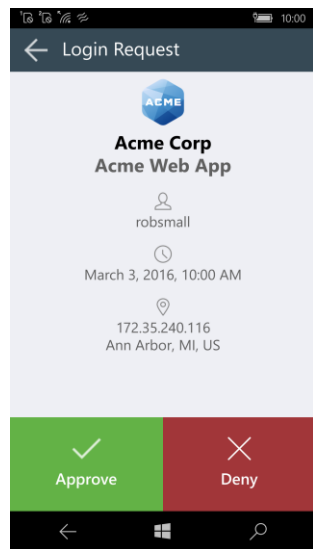 10:00
Login Request
ACME
Acme Corp
Acme Web App
robsmall
March 3, 2016, 10:00 AM
172.35.240.116
Ann Arbor, MI, US
Approve
Deny